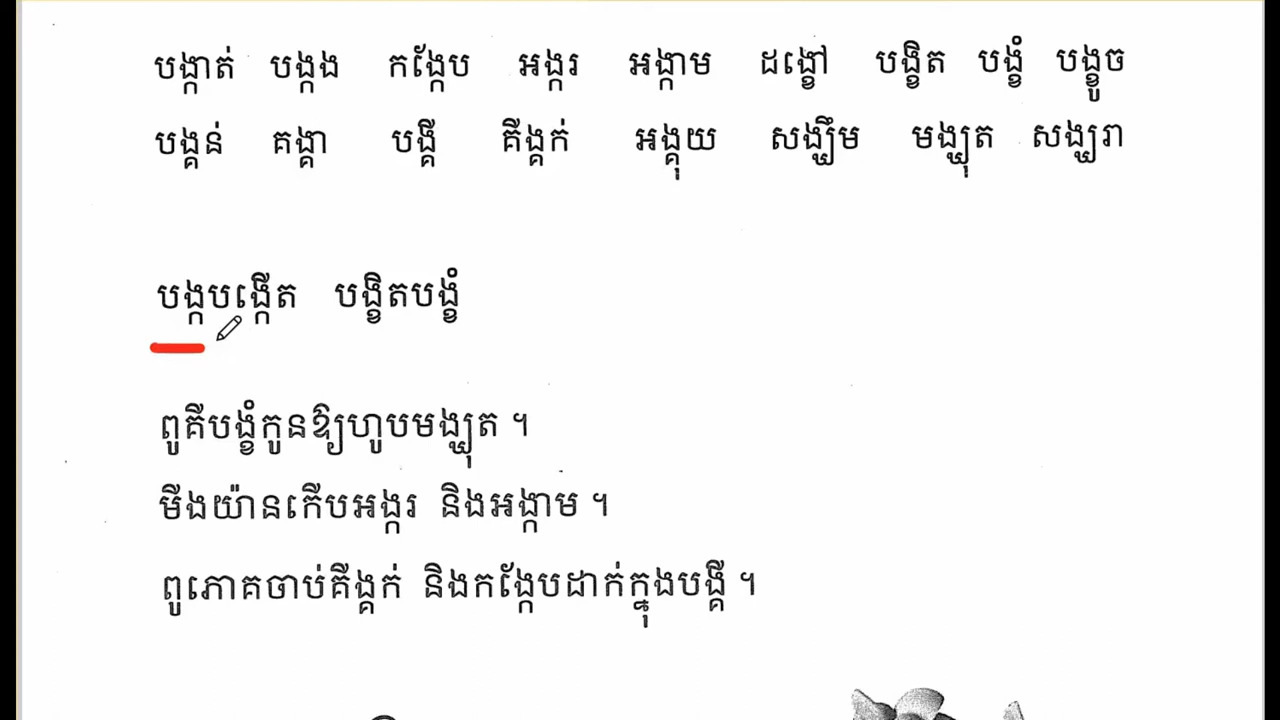 បង្កាត់ បង្កង កង្កែប អង្ករ អង្កាម ដង្ខៅ បង្ខិត បង្ខំ បង្ខូច
បង្គន់ គង្គា បង្គី គីង្គក់ អង្គុយ សង្ឃឹម មង្ឃុត សង្ឃរា
បង្កបង្កើត បង្ខិតបង្ខំ
ពូគីបង្ខំកូនឱ្យហូបមង្ឃុត ។
មីងយ៉ានកើបអង្ករ និងអង្កាម ។
ពូភោគចាប់គីង្គក់ និងកង្កែបដាក់ក្នុងបង្គី ។